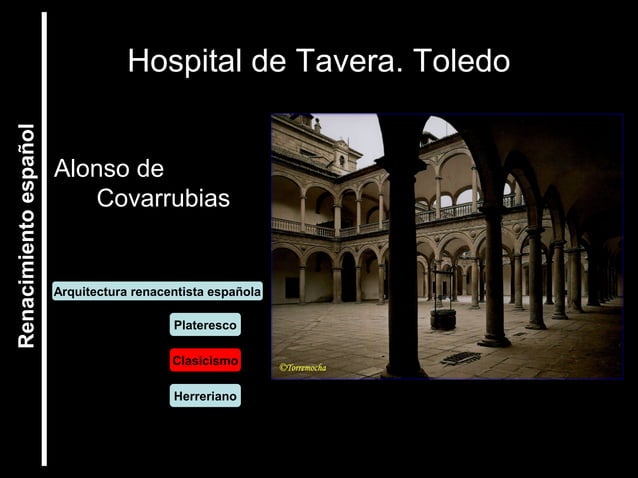 Hospital de Tavera. Toledo
Renacimiento español
Alonso de
Covarrubias
Arquitectura renacentista española
Plateresco
Clasicismo
Herreriano
©Torremocha